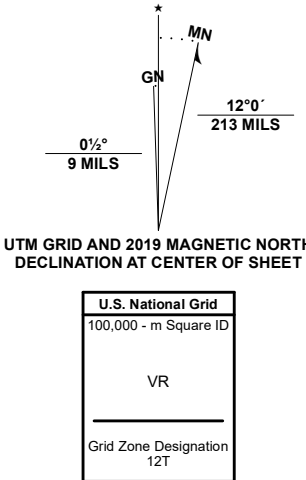 ★
MN
GN
12°0´
213 MILS
0½°
9 MILS
UTM GRID AND 2019 MAGNETIC NORTH
DECLINATION AT CENTER OF SHEET
U.S. National Grid
100,000 - m Square ID
VR
Grid Zone Designation
12T